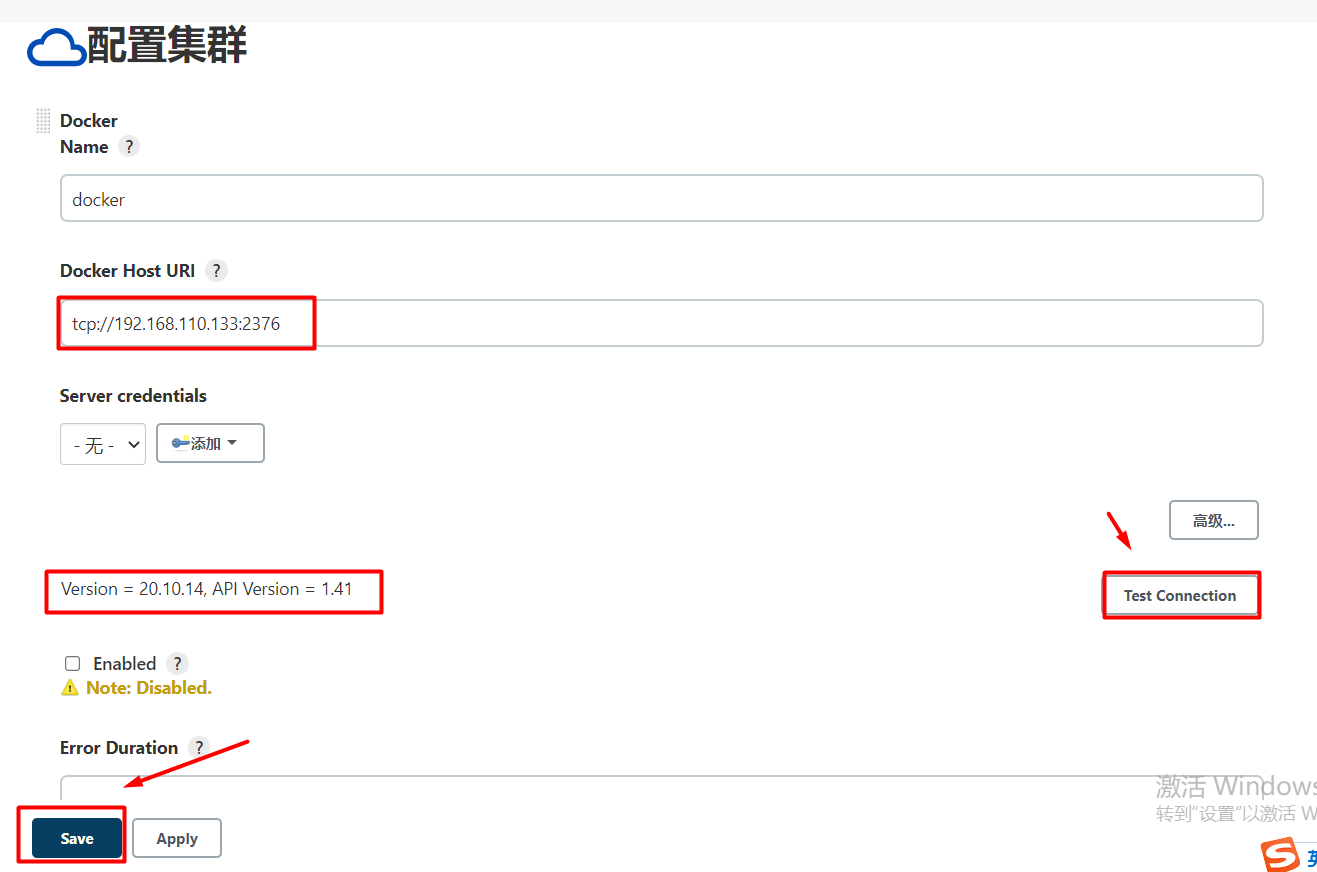 配置集群
Docker
Name ?
docker
Docker Host URI ?
tcp://192.168.110.133:2376
Server credentials
- 无 -
添加
高级...
Version = 20.10.14, API Version = 1.41
Test Connection
Enabled ?
Note: Disabled.
Error Duration ?
激活 Windows
转到"设置"以激活 W
Save
Apply
S
英